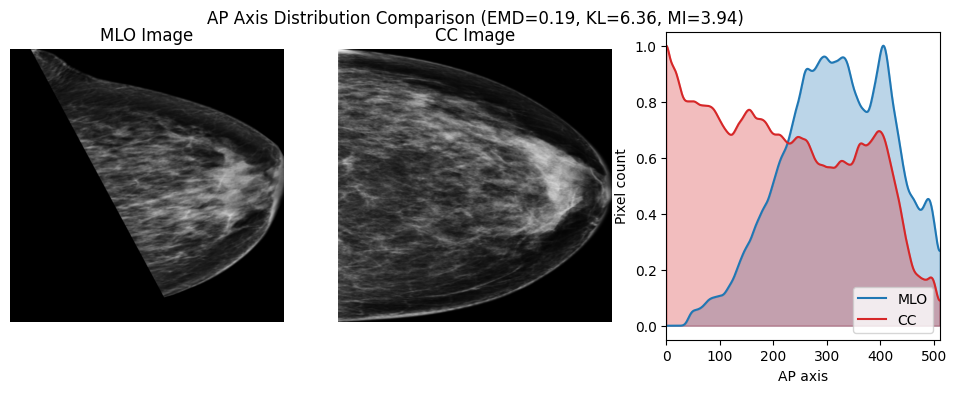 AP Axis Distribution Comparison (EMD=0.19, KL=6.36, MI=3.94)
MLO Image
CC Image
Pixel count
1.0
0.8
0.6
0.4
0.2
0.0
0 100 200 300 400 500
AP axis
MLO
CC